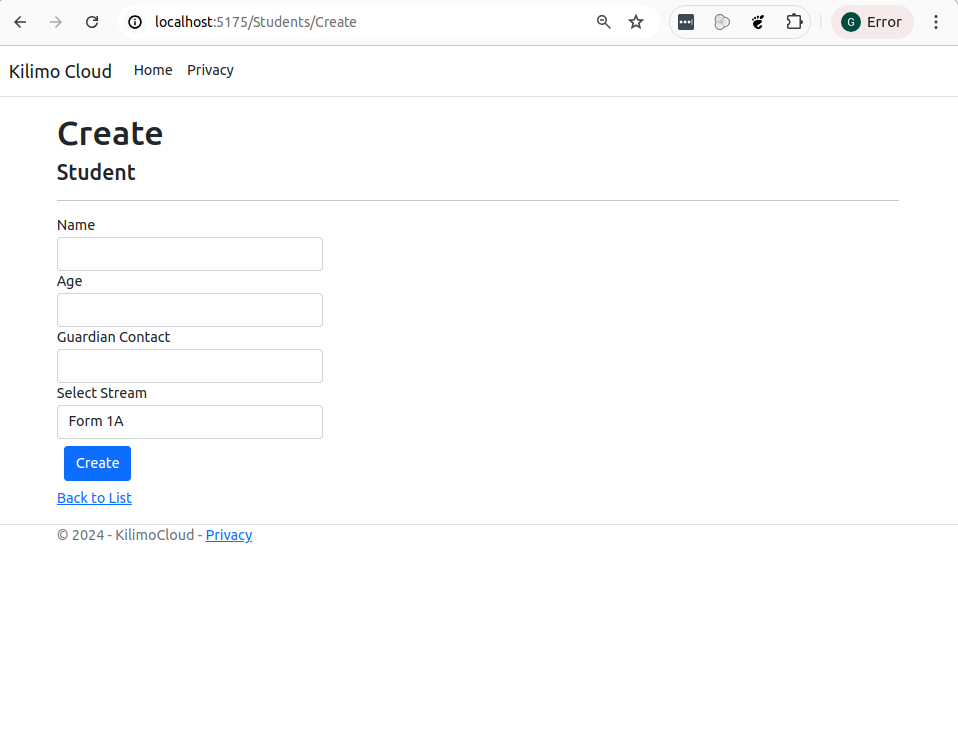 localhost:5175/Students/Create
G Error
Kilimo Cloud Home Privacy
Create
Student
Name
Age
Guardian Contact
Select Stream
Form 1A
Create
Back to List
© 2024 - KilimoCloud - Privacy